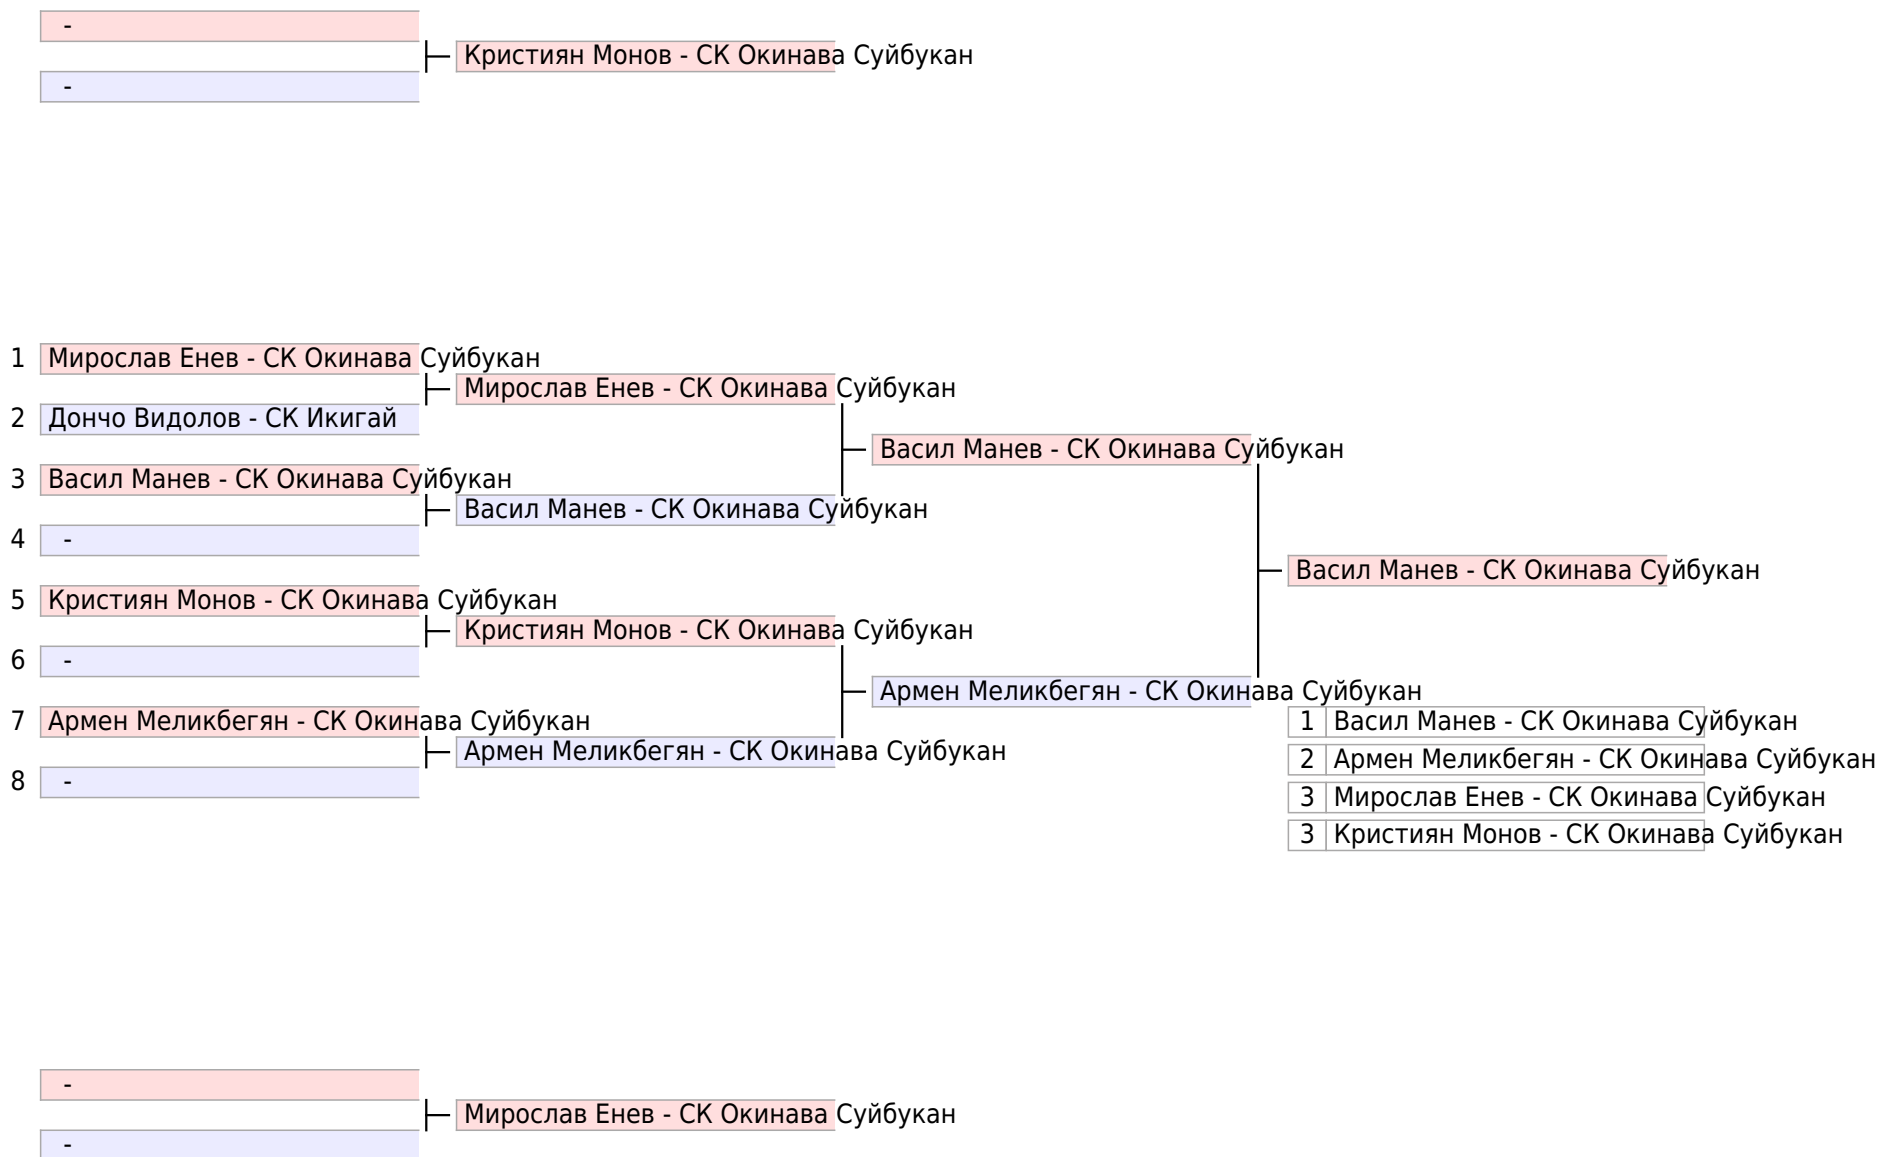 -
Кристиян Монов - СК Окинава Суйбукан
-
1 Мирослав Енев - СК Окинава Суйбукан
Мирослав Енев - СК Окинава Суйбукан
2 Дончо Видолов - СК Икигай
Васил Манев - СК Окинава Суйбукан
3 Васил Манев - СК Окинава Суйбукан
Васил Манев - СК Окинава Суйбукан
4 -
Васил Манев - СК Окинава Суйбукан
5 Кристиян Монов - СК Окинава Суйбукан
Кристиян Монов - СК Окинава Суйбукан
6 -
Армен Меликбегян - СК Окинава Суйбукан
7 Армен Меликбегян - СК Окинава Суйбукан
1 Васил Манев - СК Окинава Суйбукан
Армен Меликбегян - СК Окинава Суйбукан
2 Армен Меликбегян - СК Окинава Суйбукан
8 -
3 Мирослав Енев - СК Окинава Суйбукан
3 Кристиян Монов - СК Окинава Суйбукан
-
Мирослав Енев - СК Окинава Суйбукан
-